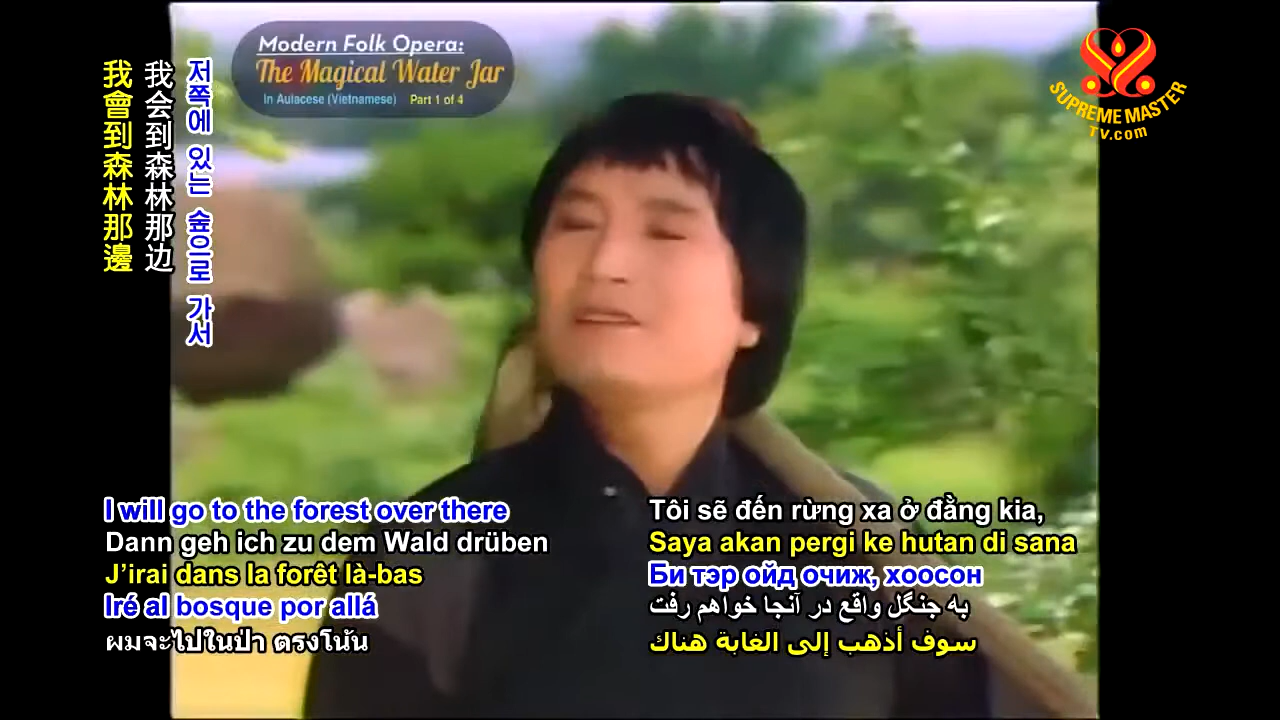 Modern Folk Opera:
The Magical Water Jar
In Aulacese (Vietnamese) Part 1 of 4
SUPREME MASTER
TV.com
저쪽에 있는 숲으로 가서
我会到森林那边
我會到森林那邊
I will go to the forest over there
Dann geh ich zu dem Wald drüben
J’irai dans la forêt là-bas
Iré al bosque por allá
ผมจะไปในป่า ตรงโน้น
Tôi sẽ đến rừng xa ở đằng kia,
Saya akan pergi ke hutan di sana
Би тэр ойд очиж, хоосон
به جنگل واقع در آنجا خواهم رفت
سوف أذهب إلى الغابة هناك